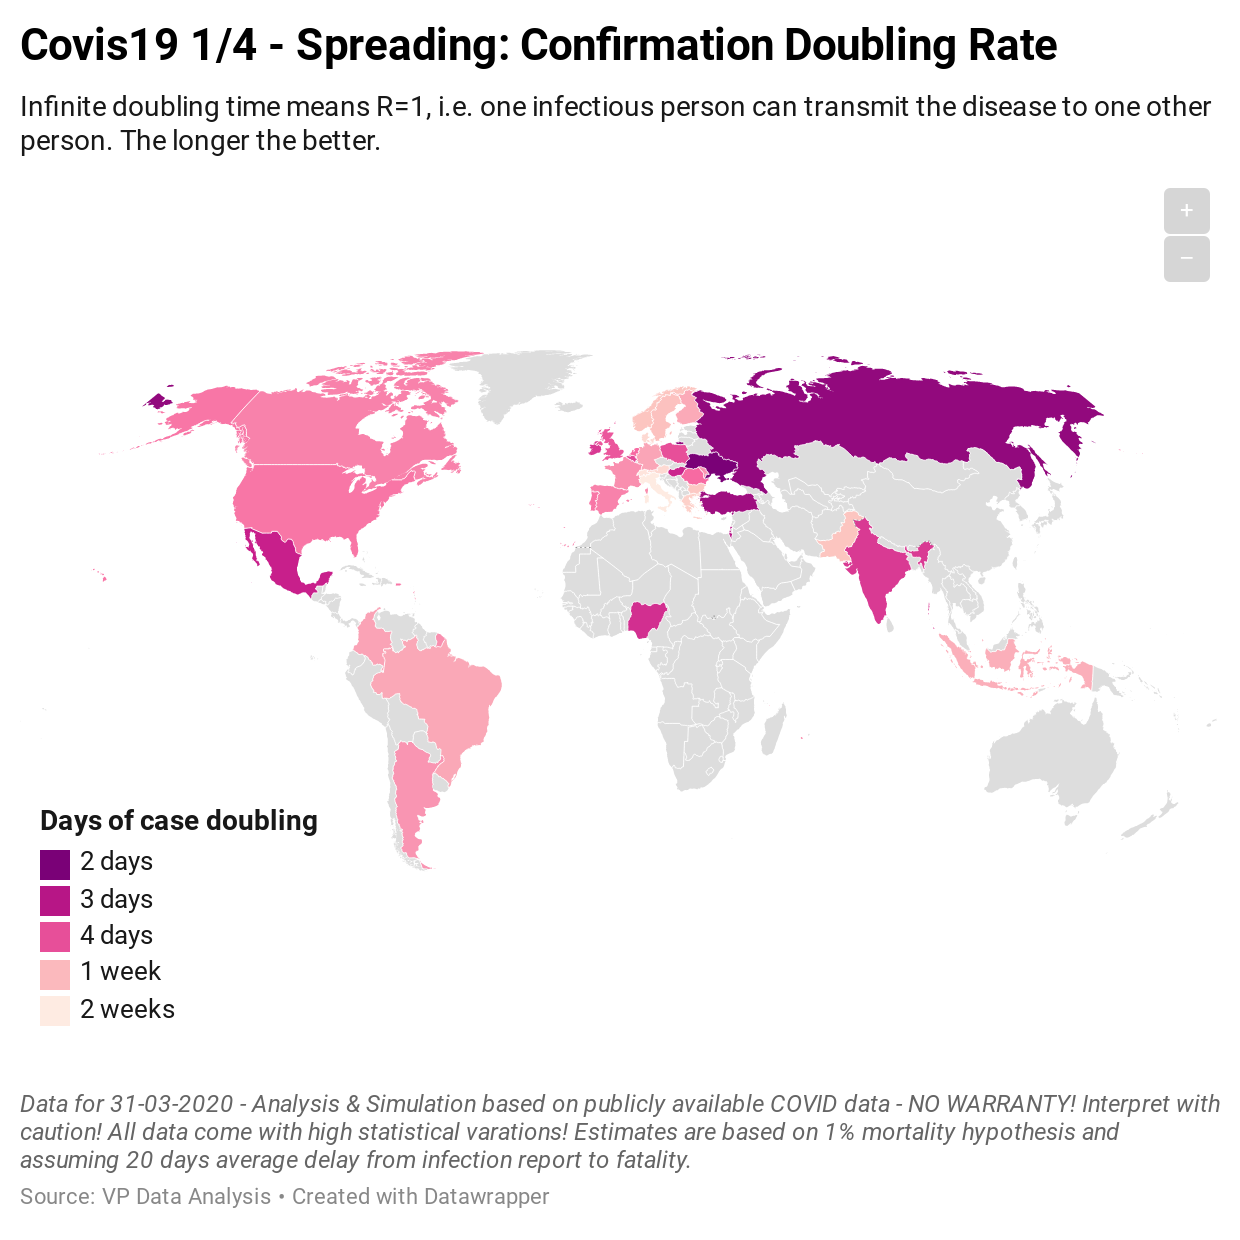 Covis19 1/4 - Spreading: Confirmation Doubling Rate
Infinite doubling time means R=1, i.e. one infectious person can transmit the disease to one other
person. The longer the better.
+
−
Days of case doubling
2 days
3 days
4 days
1 week
2 weeks
Data for 31-03-2020 - Analysis & Simulation based on publicly available COVID data - NO WARRANTY! Interpret with
caution! All data come with high statistical varations! Estimates are based on 1% mortality hypothesis and
assuming 20 days average delay from infection report to fatality.
Source: VP Data Analysis • Created with Datawrapper